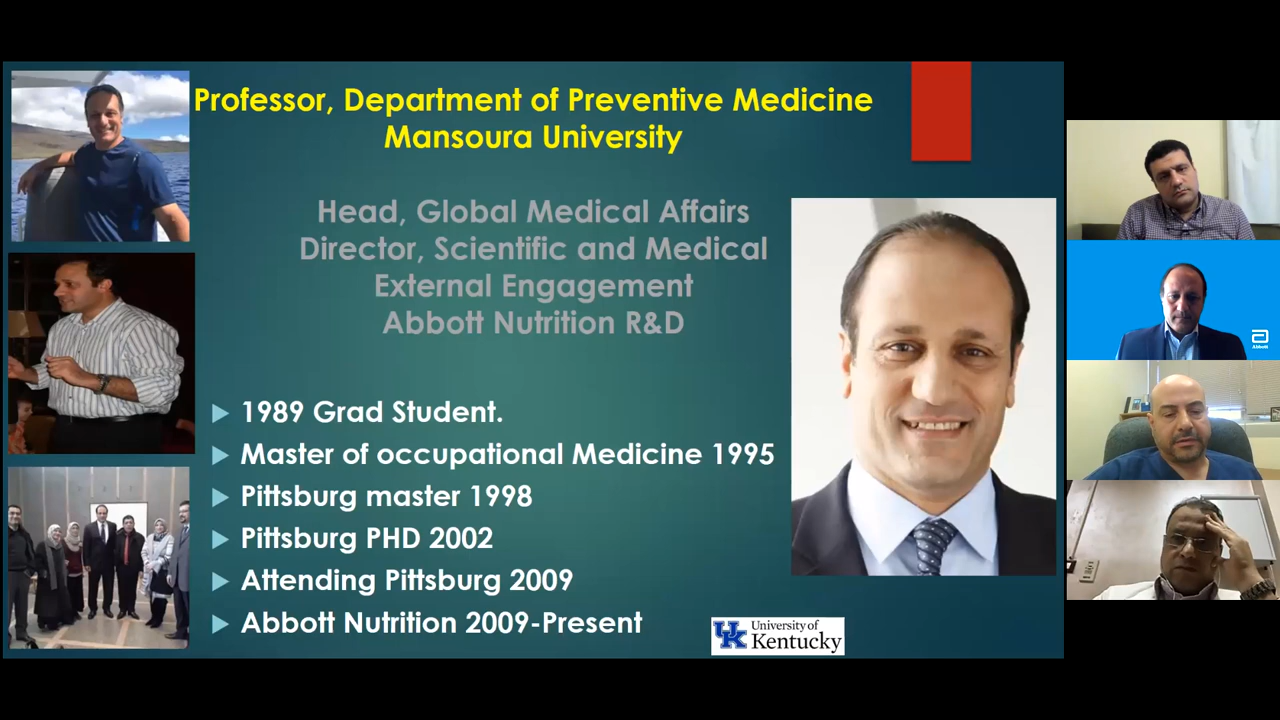 Professor, Department of Preventive Medicine
Mansoura University
Head, Global Medical Affairs
Director, Scientific and Medical
External Engagement
Abbott Nutrition R&D
1989 Grad Student.
Master of occupational Medicine 1995
Pittsburg master 1998
Pittsburg PHD 2002
Attending Pittsburg 2009
Abbott Nutrition 2009-Present
UK University of
Kentucky
Abbott